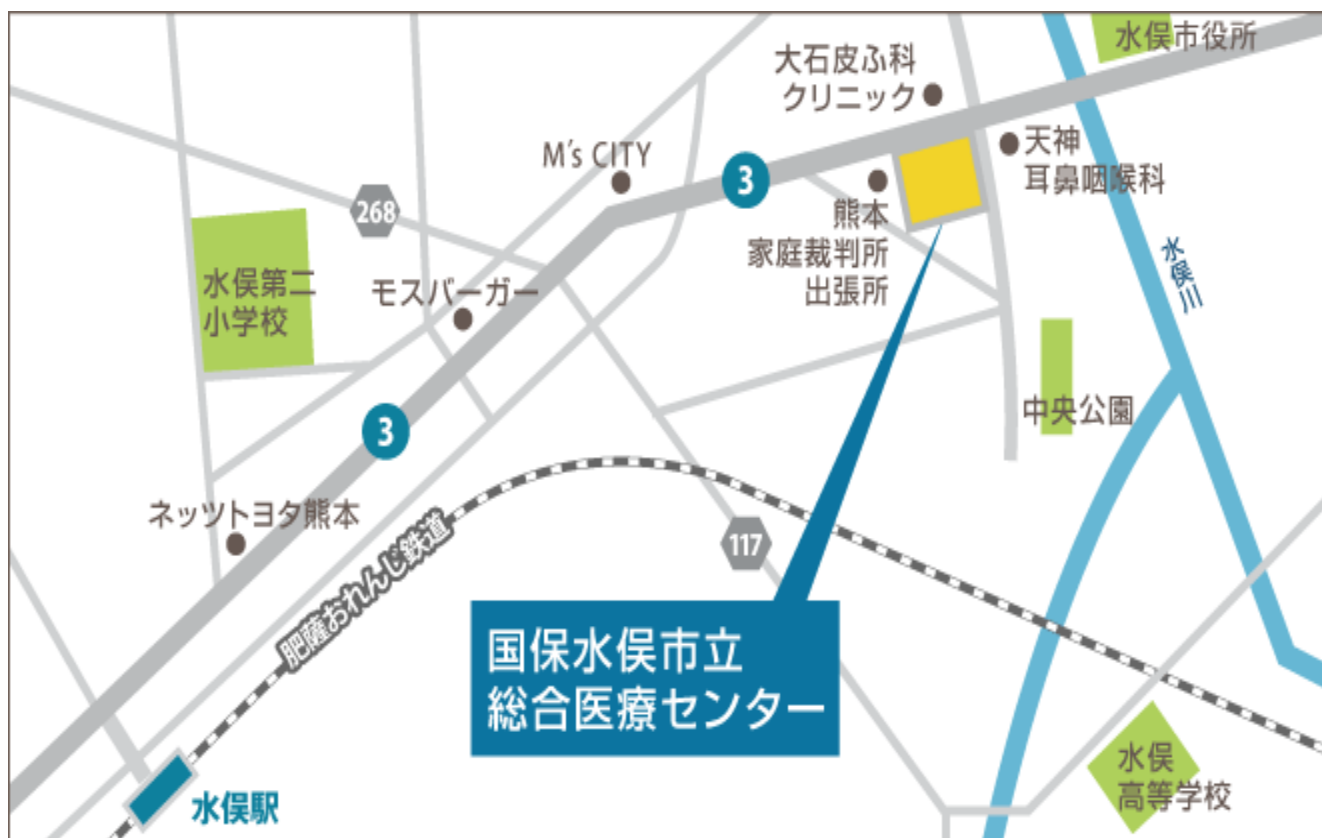 水俣市役所
大石皮ふ科
クリニック
天神
耳鼻咽喉科
M's CITY
3
268
熊本
家庭裁判所
出張所
水俣川
水俣第二
小学校
モスバーガー
中央公園
3
ネッツトヨタ熊本
肥薩おれんじ鉄道
117
国保水俣市立
総合医療センター
水俣
高等学校
水俣駅